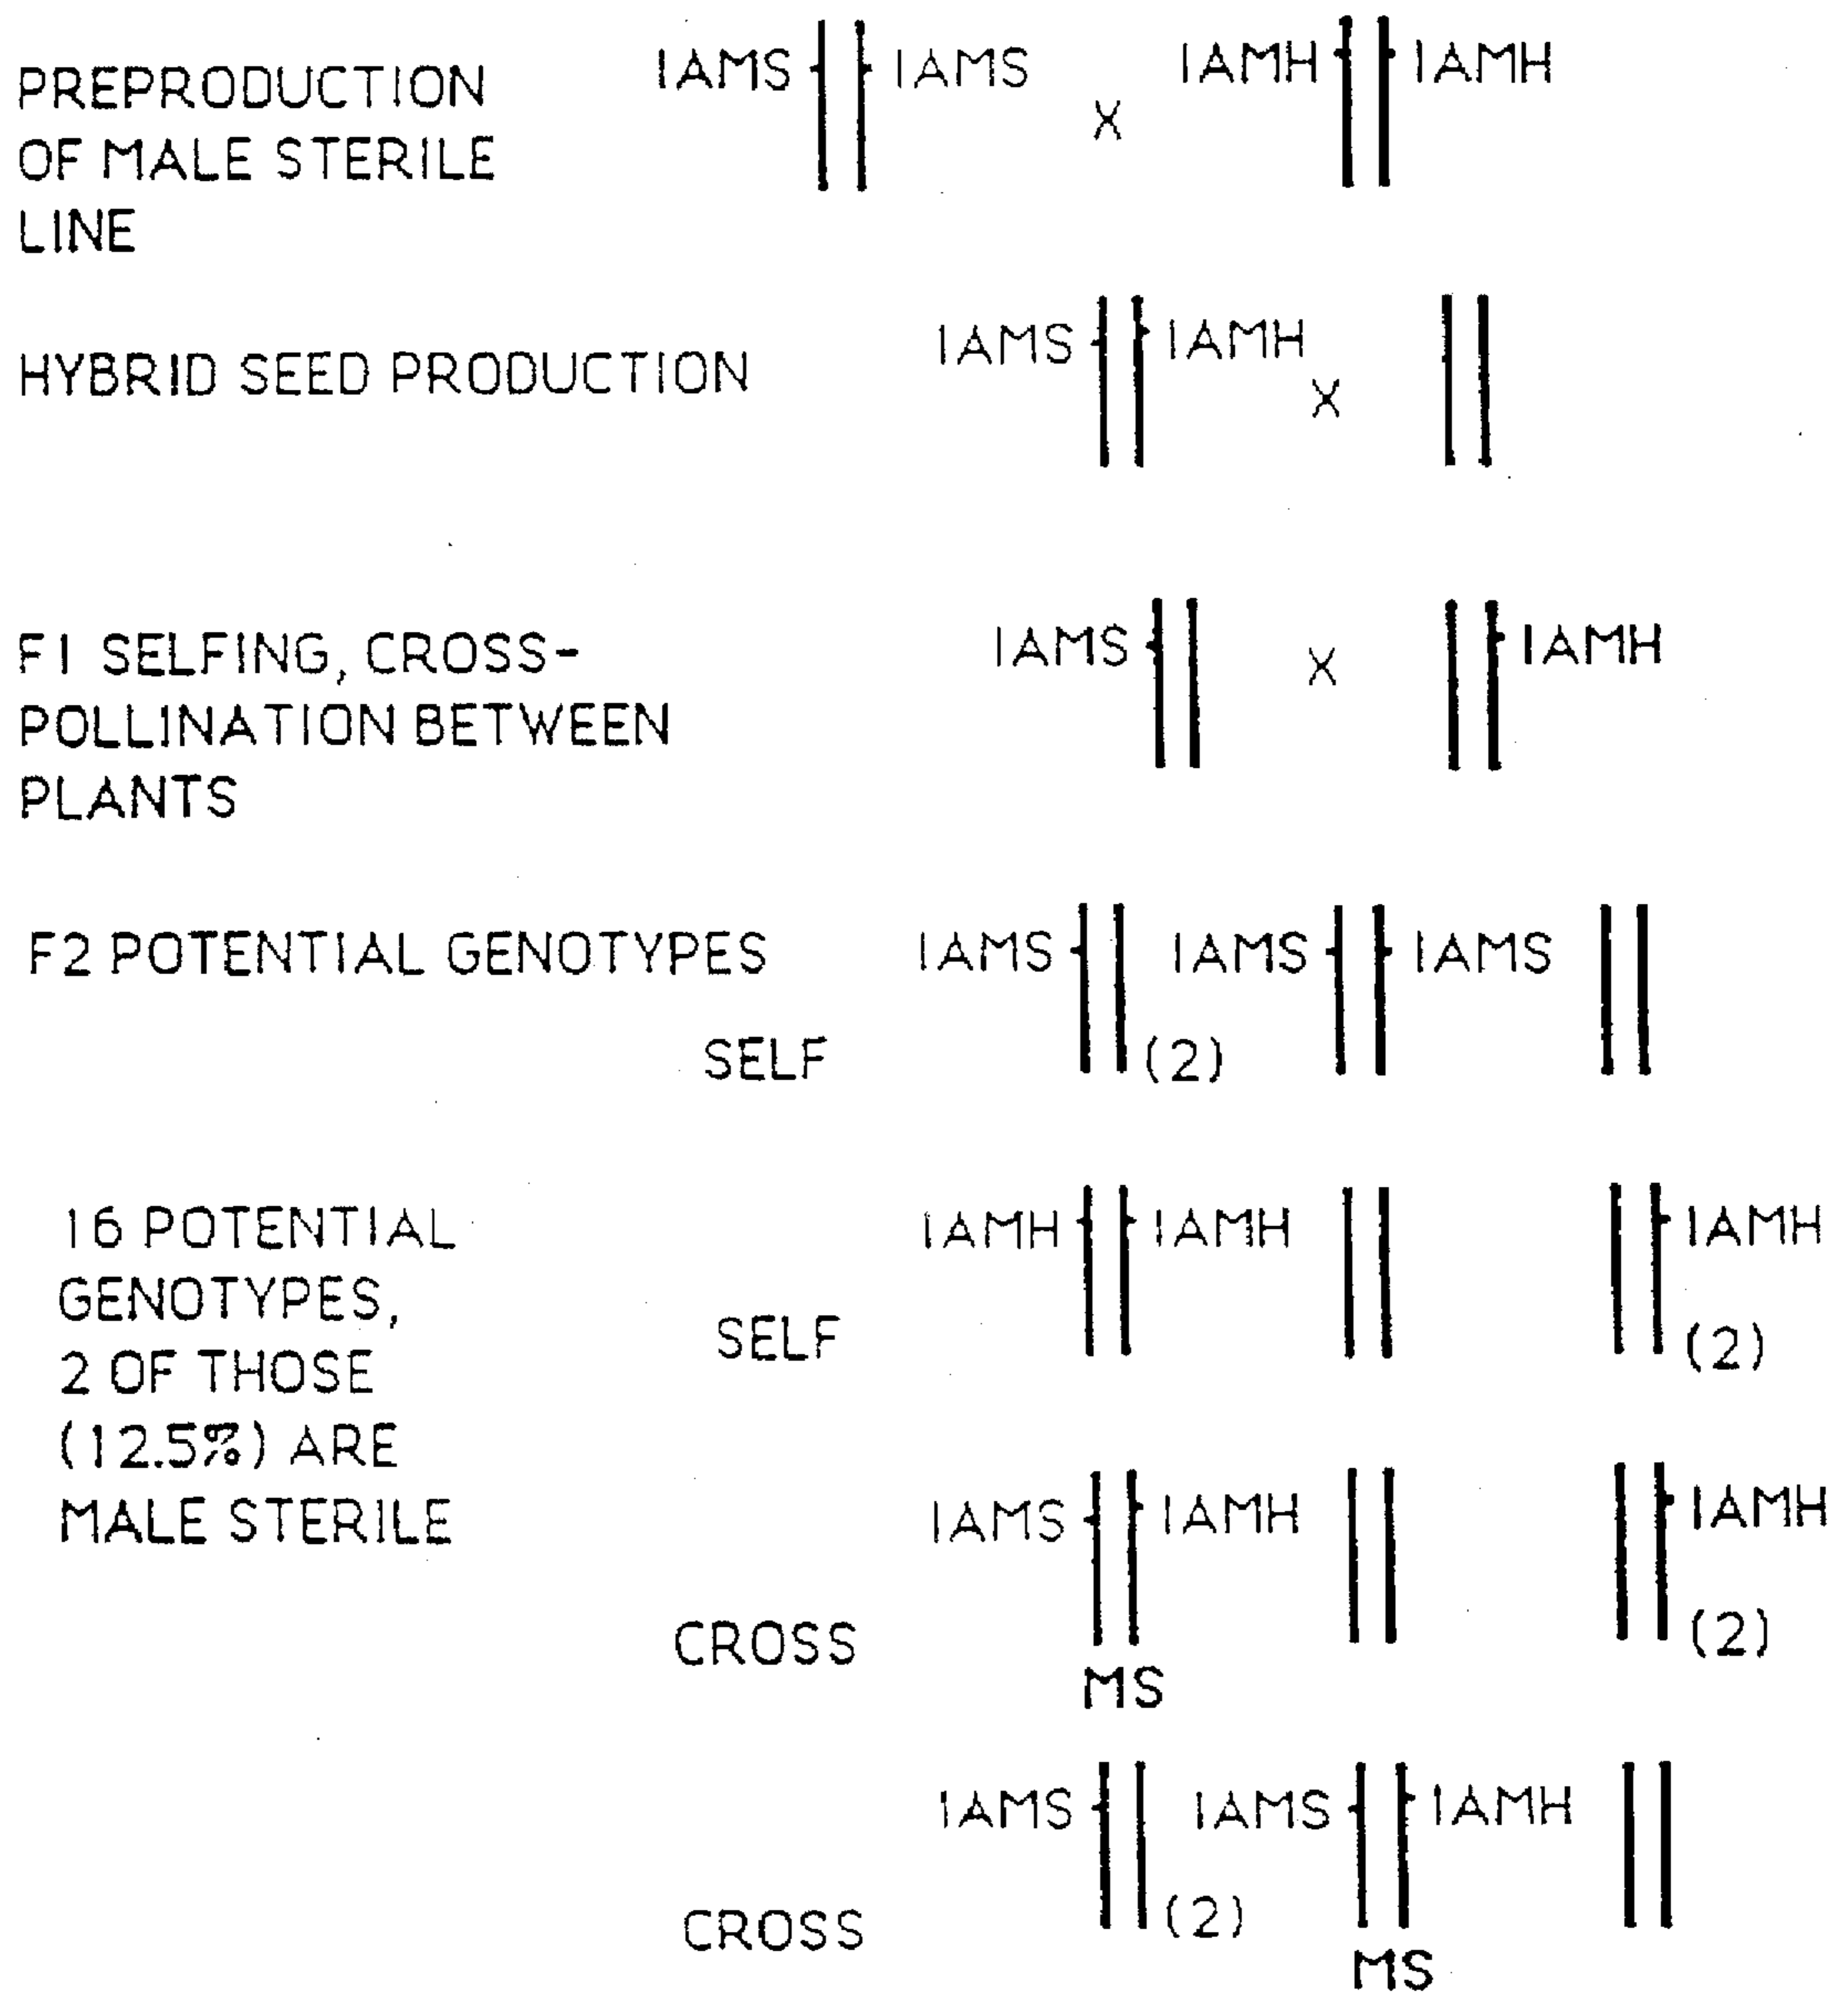 PREPRODUCTION
OF MALE STERILE
LINE
IAMS IAMS X IAMH IAMH
HYBRID SEED PRODUCTION
IAMS IAMH X
F1 SELFING, CROSS-
POLLINATION BETWEEN
PLANTS
IAMS X IAMH
F2 POTENTIAL GENOTYPES
IAMS IAMS IAMS
SELF (2)
16 POTENTIAL
GENOTYPES,
2 OF THOSE
(12.5%) ARE
MALE STERILE
IAMH IAMH IAMH
SELF (2)
IAMS IAMH IAMH
CROSS (2)
MS
IAMS IAMS IAMH
CROSS (2)
MS